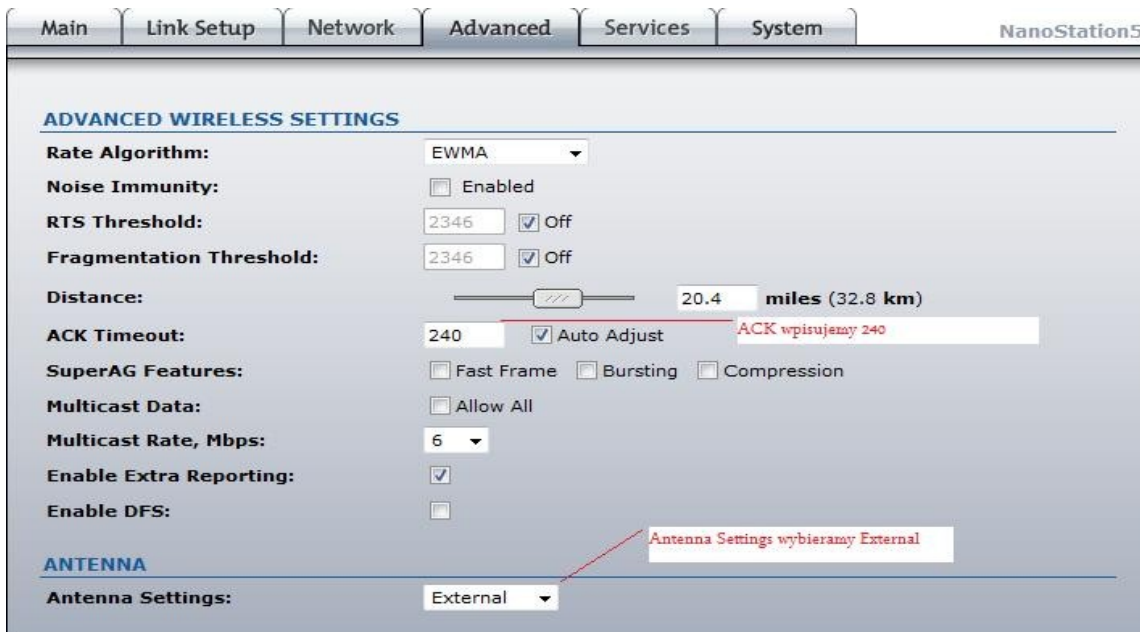 Main Link Setup Network Advanced Services System NanoStation5
ADVANCED WIRELESS SETTINGS
Rate Algorithm: EWMA
Noise Immunity: Enabled
RTS Threshold: 2346 Off
Fragmentation Threshold: 2346 Off
Distance: 20.4 miles (32.8 km)
ACK Timeout: 240 Auto Adjust ACK wpisujemy 240
SuperAG Features: Fast Frame Bursting Compression
Multicast Data: Allow All
Multicast Rate, Mbps: 6
Enable Extra Reporting:
Enable DFS:
Antenna Settings wybieramy External
ANTENNA
Antenna Settings: External